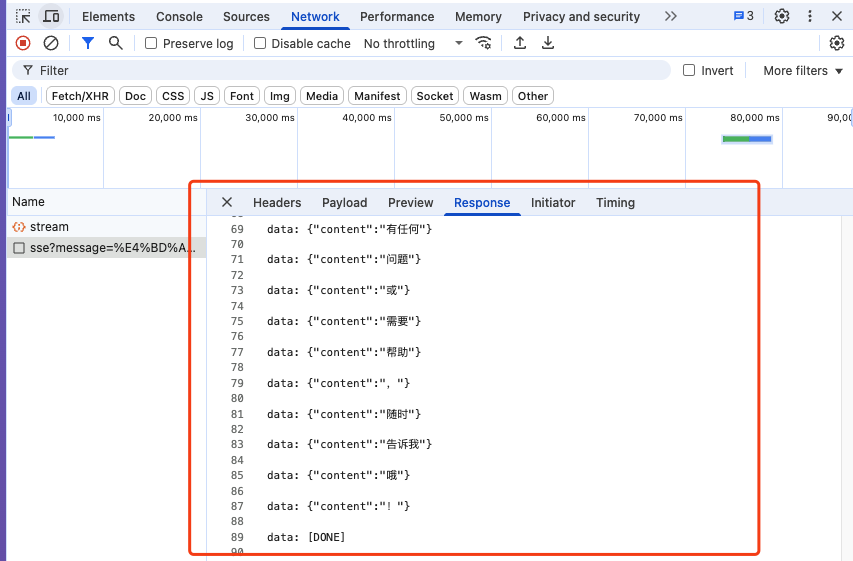 Elements Console Sources Network Performance Memory Privacy and security 3
Preserve log Disable cache No throttling
Filter Invert More filters
All Fetch/XHR Doc CSS JS Font Img Media Manifest Socket Wasm Other
10,000 ms 20,000 ms 30,000 ms 40,000 ms 50,000 ms 60,000 ms 70,000 ms 80,000 ms 90,0
Name Headers Payload Preview Response Initiator Timing
stream
sse?message=%E4%BD%A...
69 data: {"content":"有任何"}
70
71 data: {"content":"问题"}
72
73 data: {"content":"或"}
74
75 data: {"content":"需要"}
76
77 data: {"content":"帮助"}
78
79 data: {"content":"，"}
80
81 data: {"content":"随时"}
82
83 data: {"content":"告诉我"}
84
85 data: {"content":"哦"}
86
87 data: {"content":"！"}
88
89 data: [DONE]
90